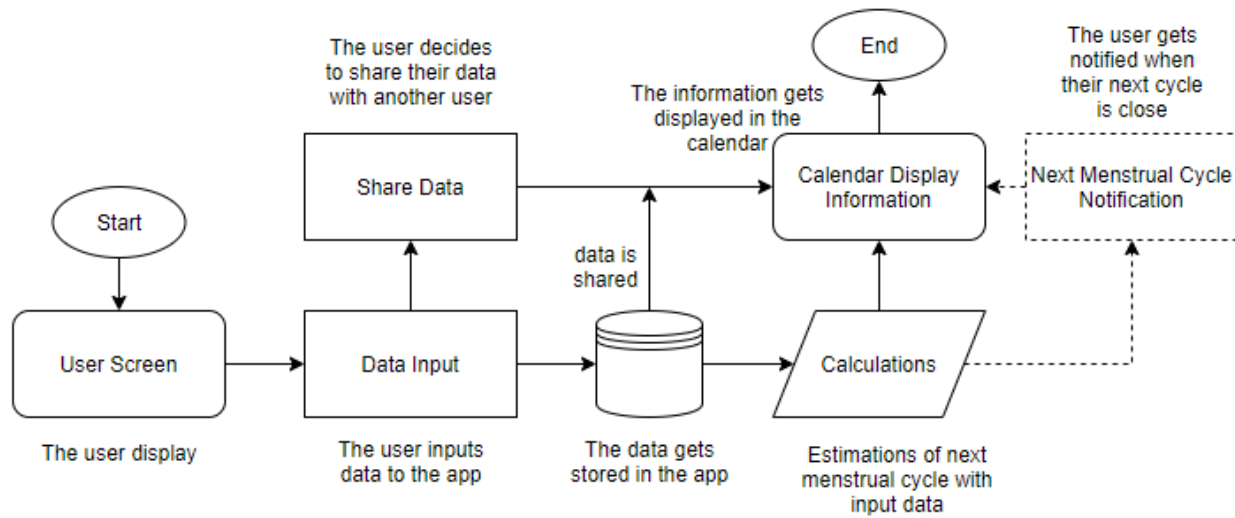 The user decides
to share their data
with another user
End
The user gets
notified when
their next cycle
is close
The information gets
displayed in the
calendar
Share Data
Calendar Display
Information
Next Menstrual Cycle
Notification
Start
data is
shared
User Screen
Data Input
Calculations
The user display
The user inputs
data to the app
The data gets
stored in the app
Estimations of next
menstrual cycle with
input data